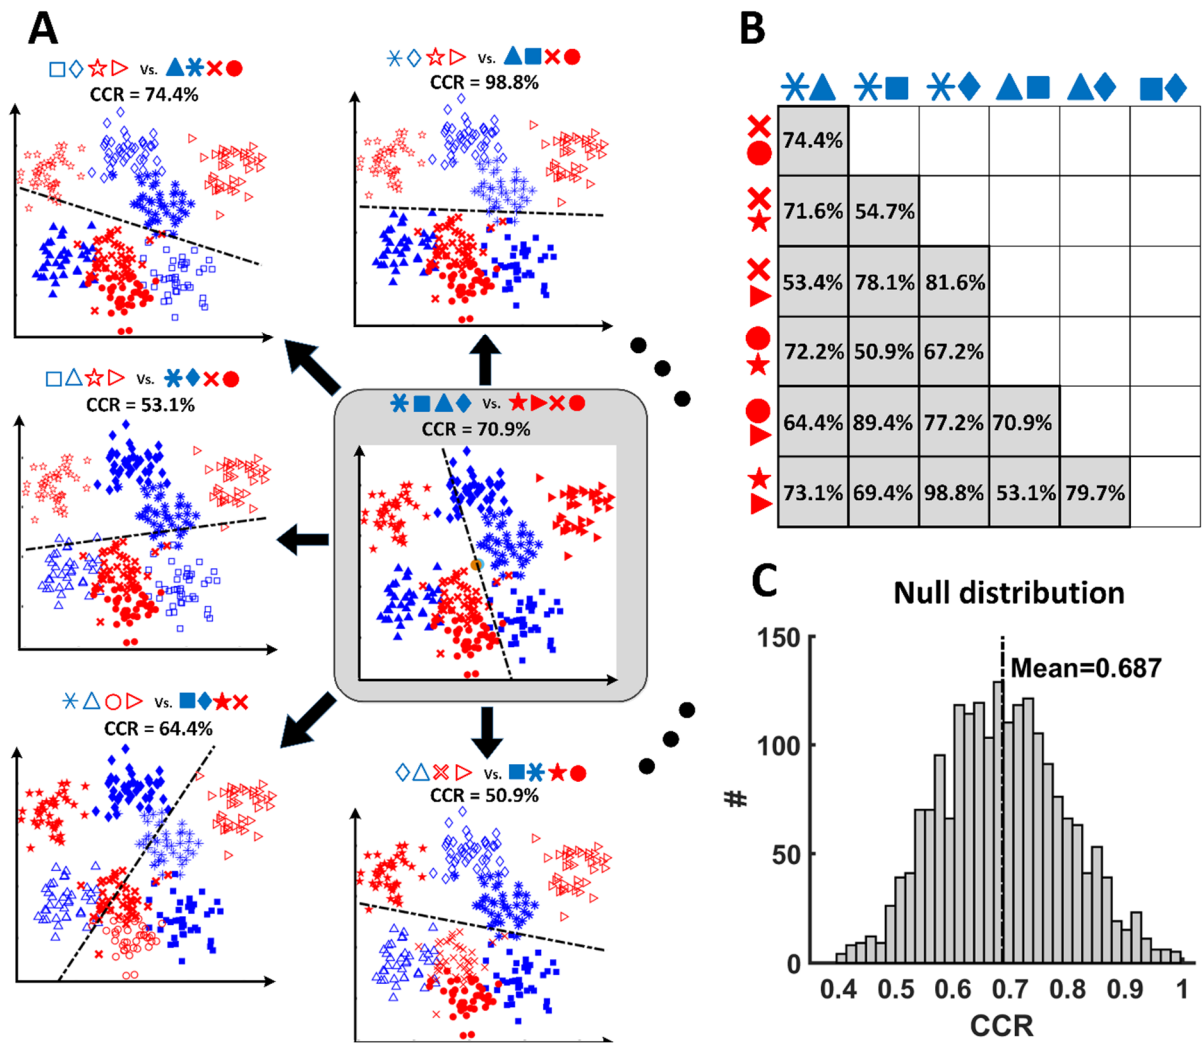 A
Vs.
CCR = 74.4%
Vs.
CCR = 98.8%
Vs.
CCR = 53.1%
Vs.
CCR = 70.9%
Vs.
CCR = 64.4%
Vs.
CCR = 50.9%
B
74.4%
71.6% 54.7%
53.4% 78.1% 81.6%
72.2% 50.9% 67.2%
64.4% 89.4% 77.2% 70.9%
73.1% 69.4% 98.8% 53.1% 79.7%
C
Null distribution
Mean=0.687
150
100
50
0
#
0.4 0.5 0.6 0.7 0.8 0.9 1
CCR